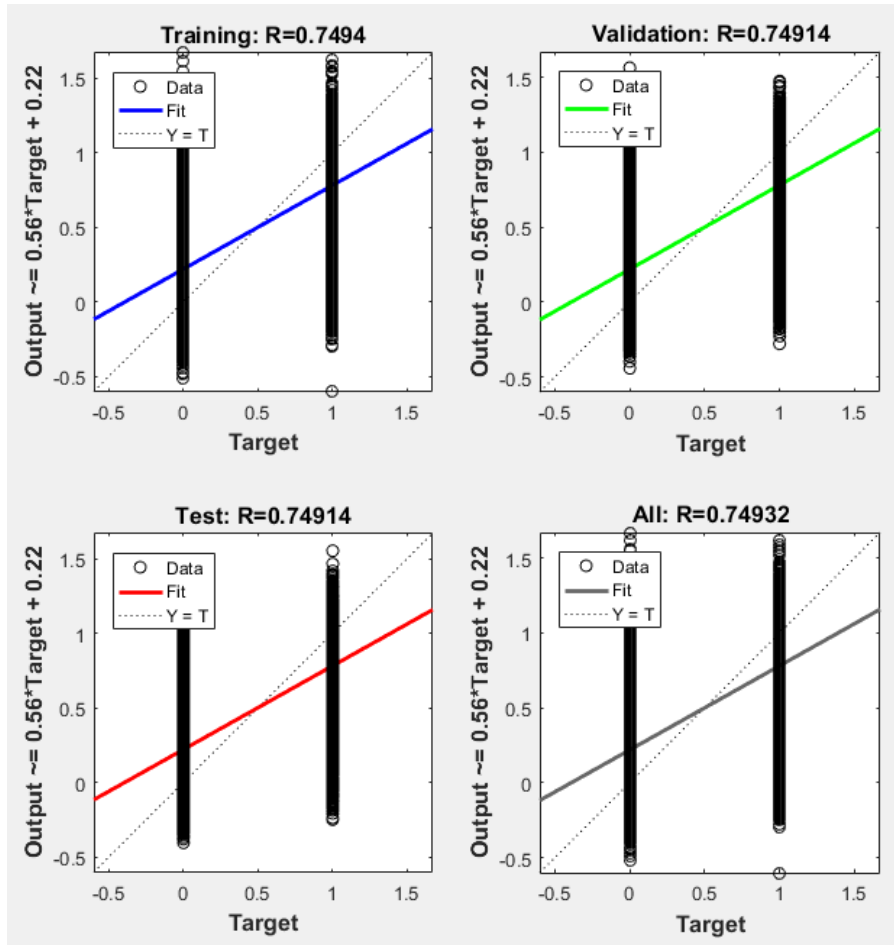 Training: R=0.7494
Output ~= 0.56*Target + 0.22
Data
Fit
Y = T
1.5
1
0.5
0
-0.5
-0.5 0 0.5 1 1.5
Target
Validation: R=0.74914
Output ~= 0.56*Target + 0.22
Data
Fit
Y = T
1.5
1
0.5
0
-0.5
-0.5 0 0.5 1 1.5
Target
Test: R=0.74914
Output ~= 0.56*Target + 0.22
Data
Fit
Y = T
1.5
1
0.5
0
-0.5
-0.5 0 0.5 1 1.5
Target
All: R=0.74932
Output ~= 0.56*Target + 0.22
Data
Fit
Y = T
1.5
1
0.5
0
-0.5
-0.5 0 0.5 1 1.5
Target